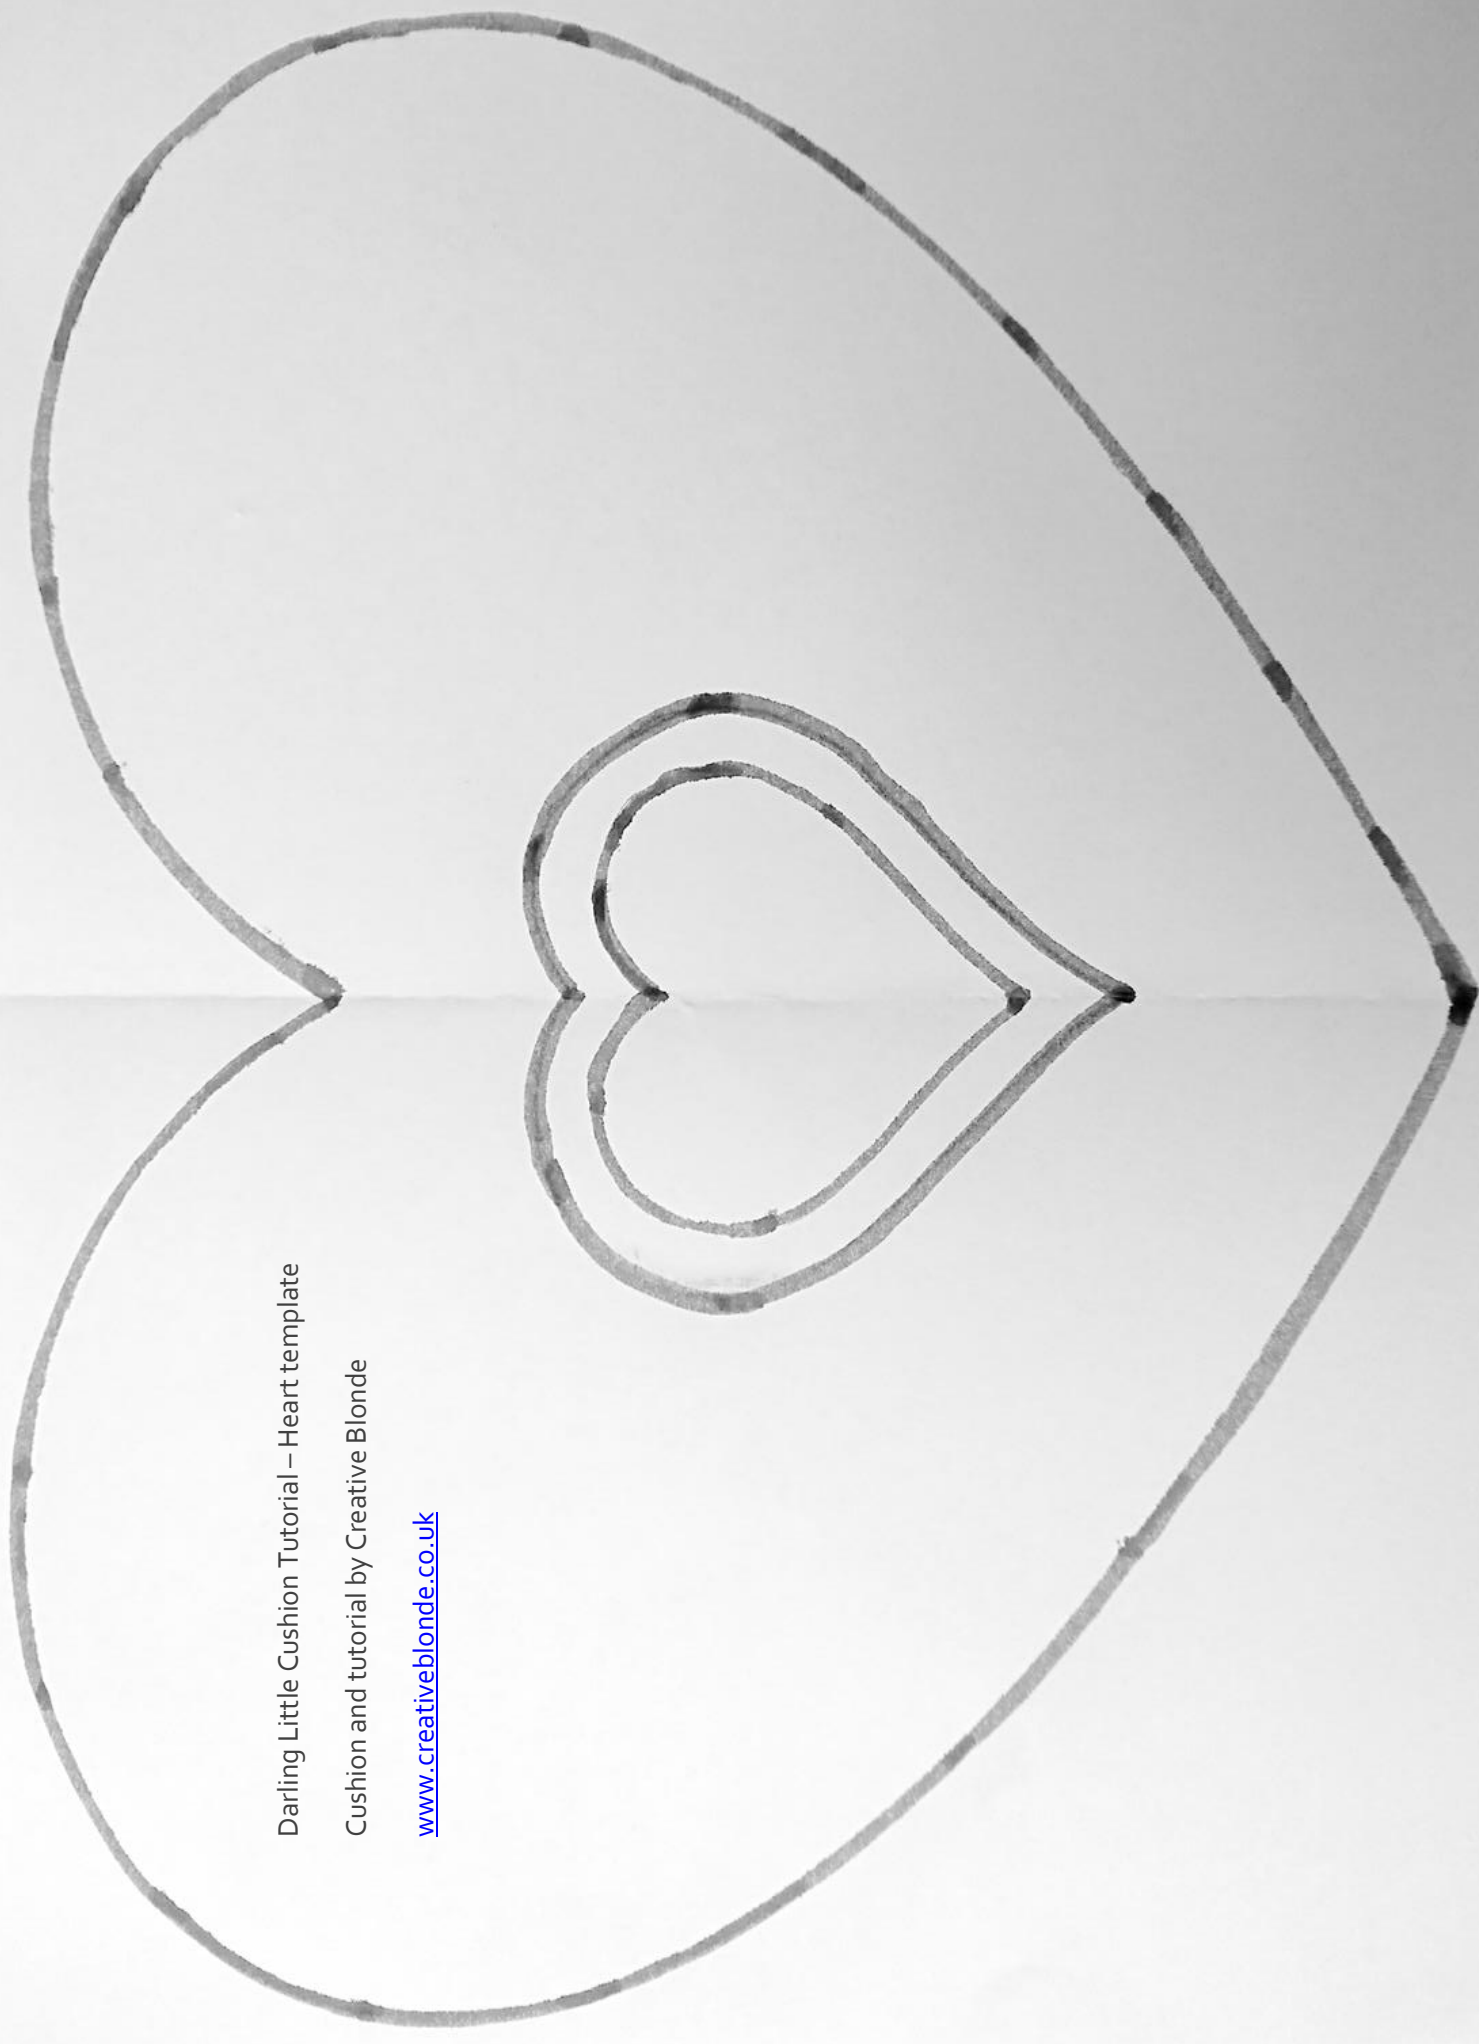 Darling Little Cushion Tutorial – Heart template
Cushion and tutorial by Creative Blonde
www.creativeblonde.co.uk